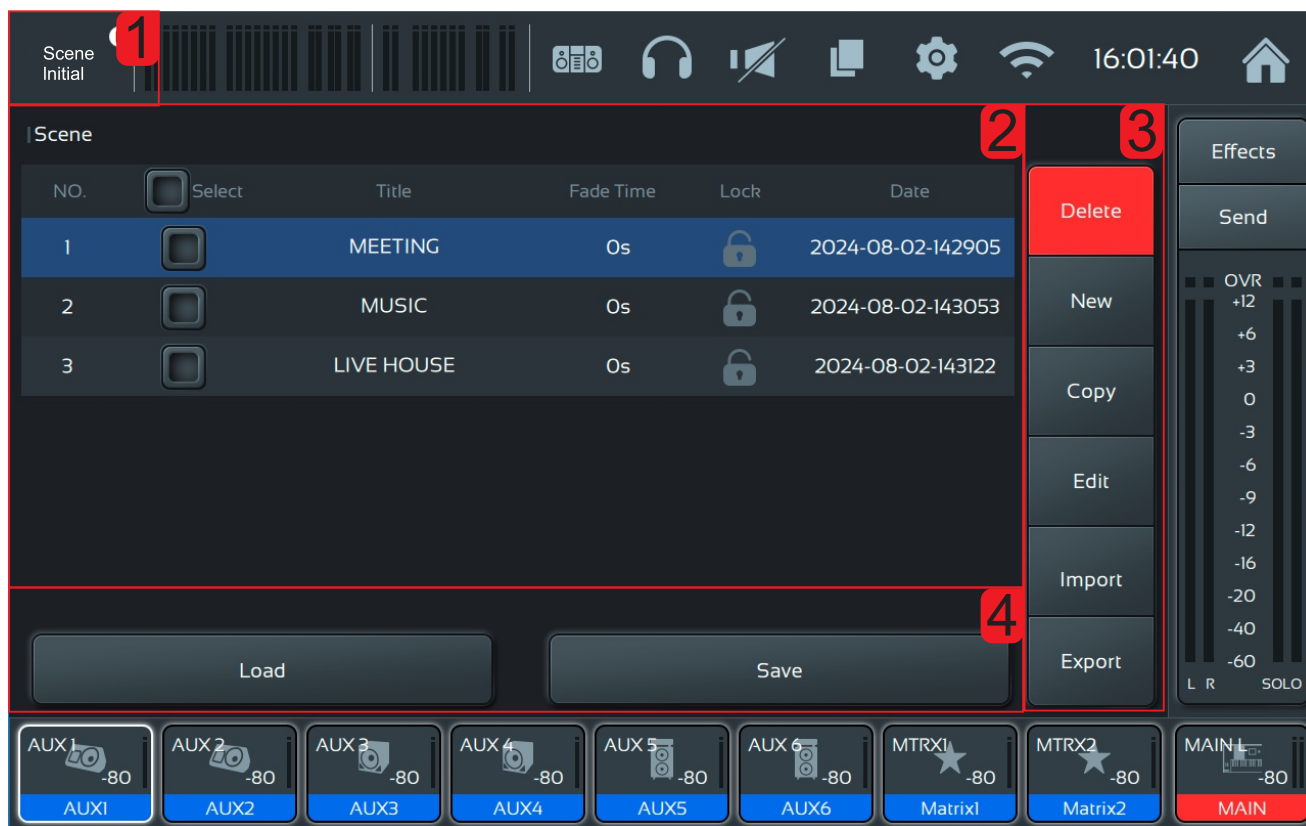 Scene
Initial
1
16:01:40
Scene
2
3
NO. Select Title Fade Time Lock Date
1 MEETING 0s 2024-08-02-142905
2 MUSIC 0s 2024-08-02-143053
3 LIVE HOUSE 0s 2024-08-02-143122
Delete
New
Copy
Edit
Import
Export
4
Load
Save
Effects
Send
OVR
+12
+6
+3
0
-3
-6
-9
-12
-16
-20
-40
-60
L R SOLO
AUX 1 -80
AUX1
AUX 2 -80
AUX2
AUX 3 -80
AUX3
AUX 4 -80
AUX4
AUX 5 -80
AUX5
AUX 6 -80
AUX6
MTRX1 -80
Matrix1
MTRX2 -80
Matrix2
MAIN L -80
MAIN